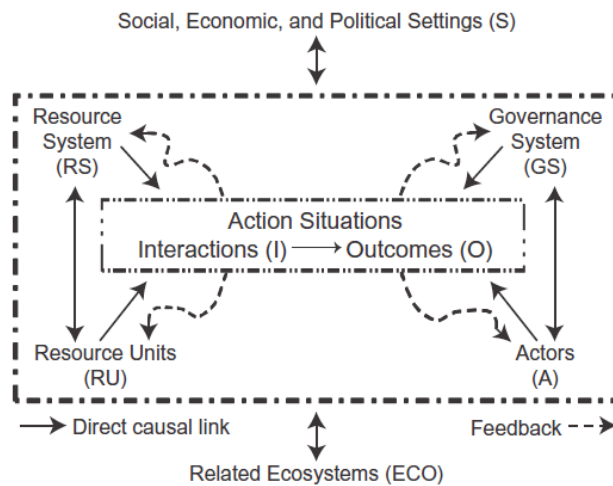 Social, Economic, and Political Settings (S)
Resource
System
(RS)
Governance
System
(GS)
Action Situations
Interactions (I) Outcomes (O)
Resource Units
(RU)
Actors
(A)
Direct causal link
Feedback
Related Ecosystems (ECO)